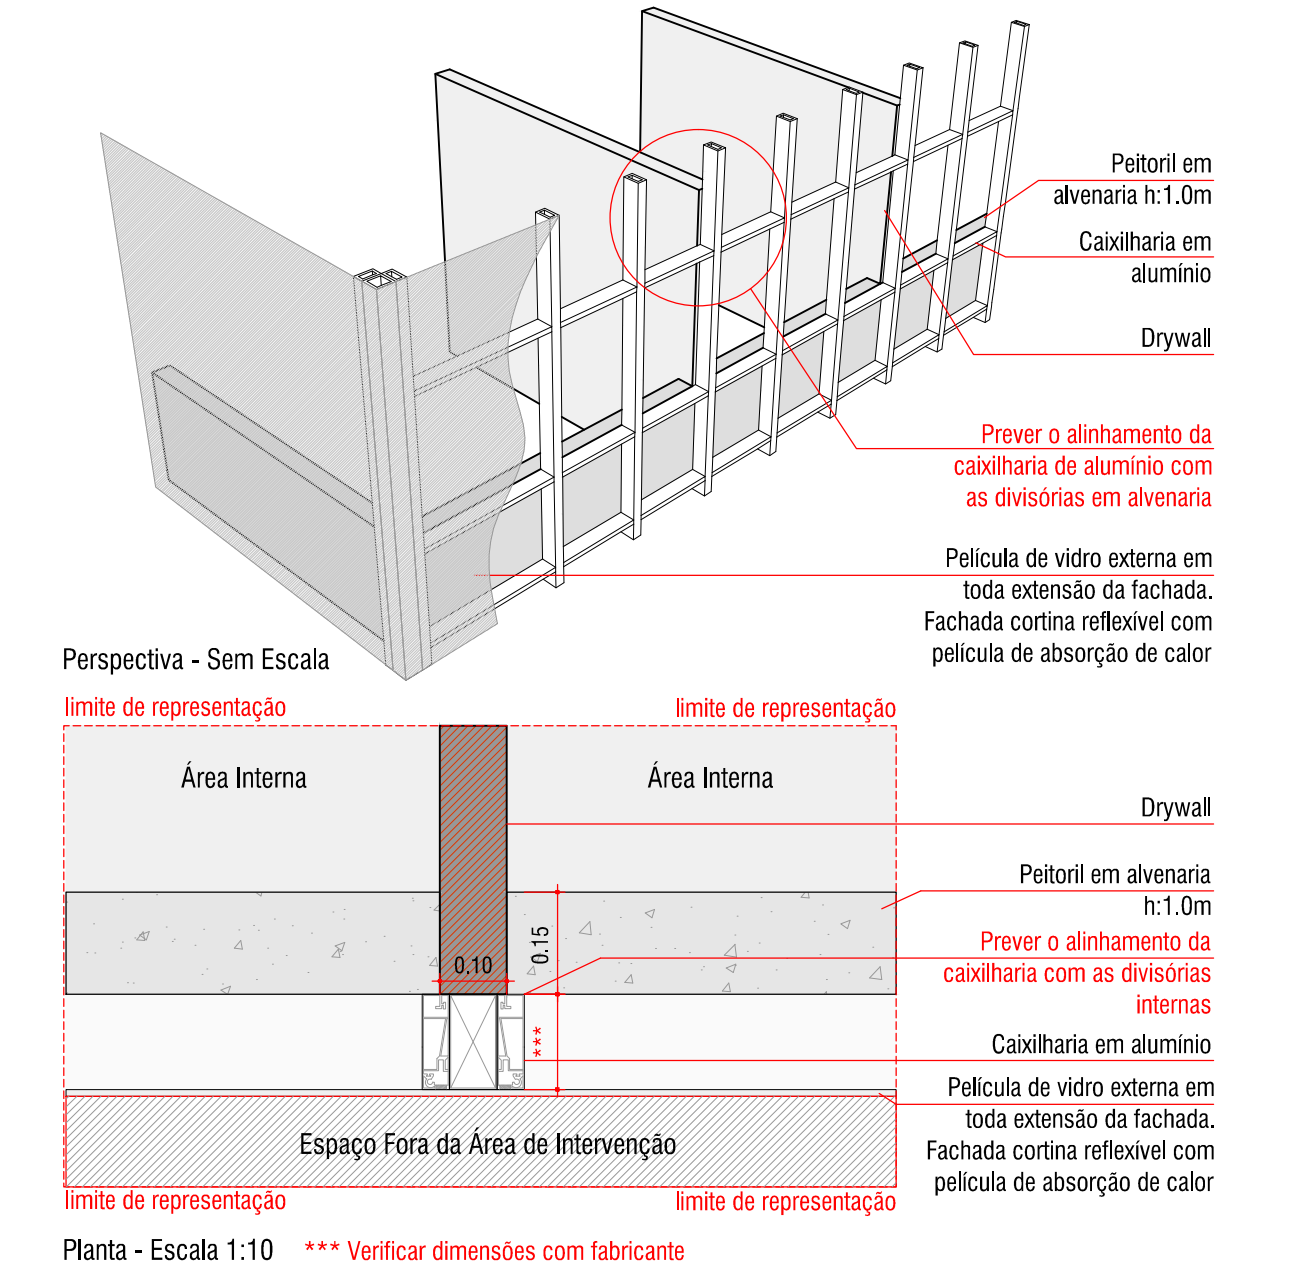 Peitoril em
alvenaria h:1.0m
Caixilharia em
alumínio
Drywall
Prever o alinhamento da
caixilharia de alumínio com
as divisórias em alvenaria
Película de vidro externa em
toda extensão da fachada.
Fachada cortina reflexível com
película de absorção de calor
Perspectiva - Sem Escala
limite de representação
limite de representação
Área Interna
Área Interna
Drywall
Peitoril em alvenaria
h:1.0m
0.10
0.15
Prever o alinhamento da
caixilharia com as divisórias
internas
***
Caixilharia em alumínio
Película de vidro externa em
toda extensão da fachada.
Fachada cortina reflexível com
película de absorção de calor
Espaço Fora da Área de Intervenção
limite de representação
limite de representação
Planta - Escala 1:10
*** Verificar dimensões com fabricante